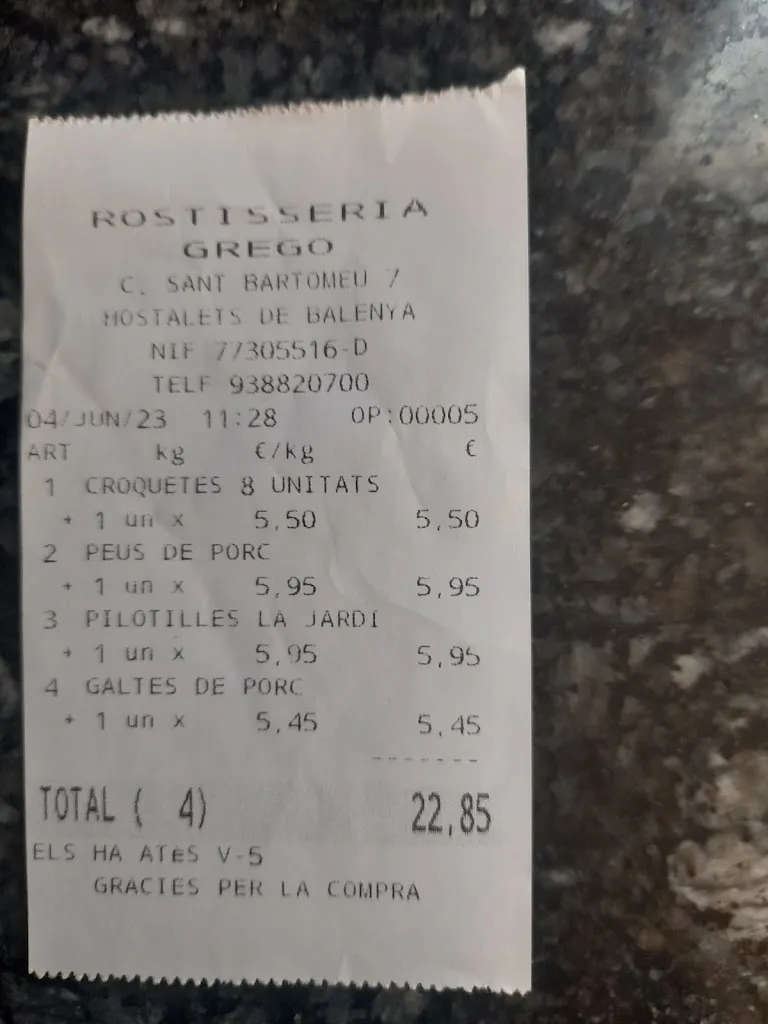 ROSTISSERIA
GREGO
C. SANT BARTOMEU 7
HOSTALETS DE BALENYA
NIF 77305516-D
TELF 938820700
04/JUN/23 11:28 OP:00005
ART kg €/kg €
1 CROQUETES 8 UNITATS
+ 1 un x 5,50 5,50
2 PEUS DE PORC
+ 1 un x 5,95 5,95
3 PILOTILLES LA JARDI
+ 1 un x 5,95 5,95
4 GALTES DE PORC
+ 1 un x 5,45 5,45
-------
TOTAL ( 4) 22,85
ELS HA ATèS V-5
GRACIES PER LA COMPRA